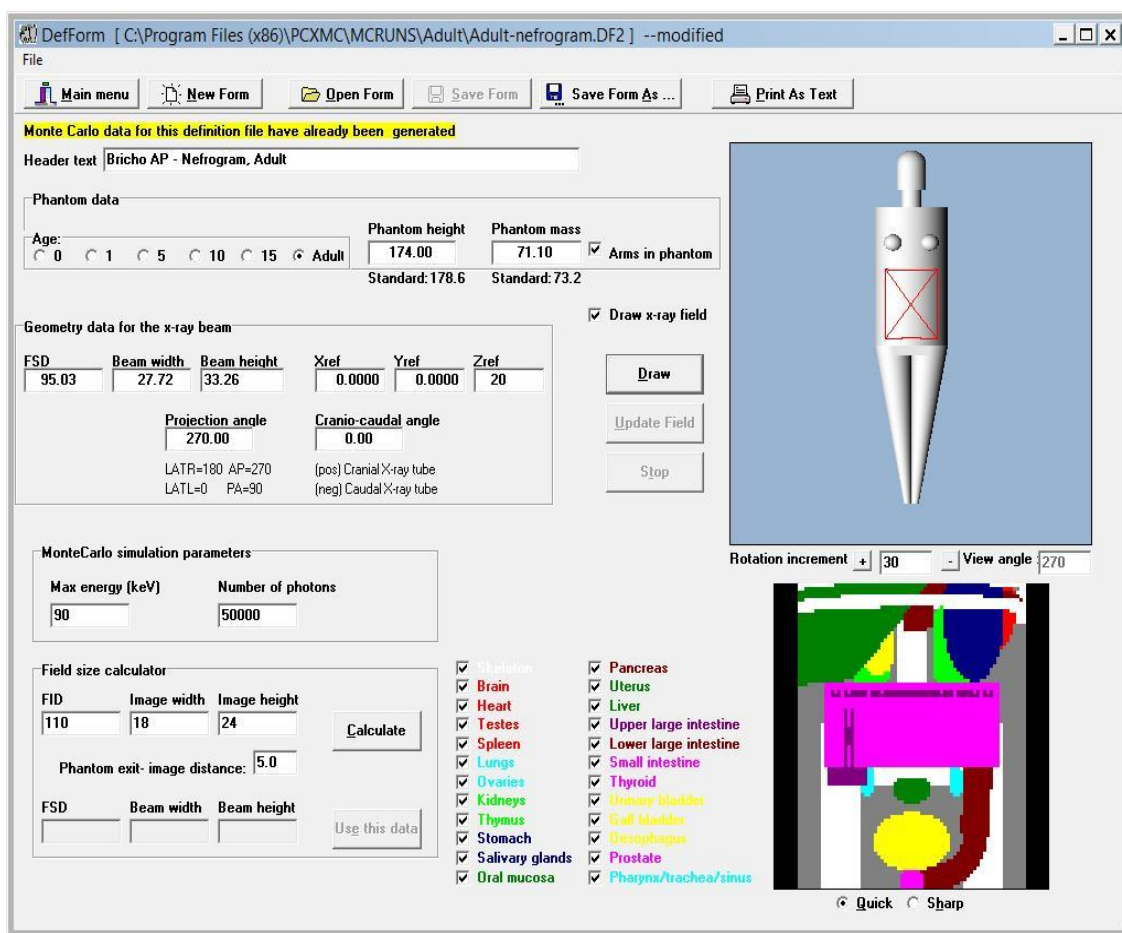 DefForm [ C:\Program Files (x86)\PCXMC\MCRUNS\Adult\Adult-nefrogram.DF2 ] --modified
File
Main menu New Form Open Form Save Form Save Form As ... Print As Text
Monte Carlo data for this definition file have already been generated
Header text Bricho AP - Nefrogram, Adult
Phantom data
Age:
0 1 5 10 15 Adult
Phantom height Phantom mass
174.00 71.10 Arms in phantom
Standard: 178.6 Standard: 73.2
Draw x-ray field
Geometry data for the x-ray beam
FSD Beam width Beam height Xref Yref Zref
95.03 27.72 33.26 0.0000 0.0000 20
Draw
Projection angle Cranio-caudal angle
270.00 0.00
Update Field
LATR=180 AP=270 (pos) Cranial X-ray tube
LATL=0 PA=90 (neg) Caudal X-ray tube
Stop
Rotation increment + 30 - View angle : 270
MonteCarlo simulation parameters
Max energy (keV) Number of photons
90 50000
Field size calculator
FID Image width Image height
110 18 24
Calculate
Phantom exit- image distance: 5.0
FSD Beam width Beam height
Use this data
Skeleton Pancreas
Brain Uterus
Heart Liver
Testes Upper large intestine
Spleen Lower large intestine
Lungs Small intestine
Ovaries Thyroid
Kidneys Urinary bladder
Thymus Gall bladder
Stomach Oesophagus
Salivary glands Prostate
Oral mucosa Pharynx/trachea/sinus
Quick Sharp